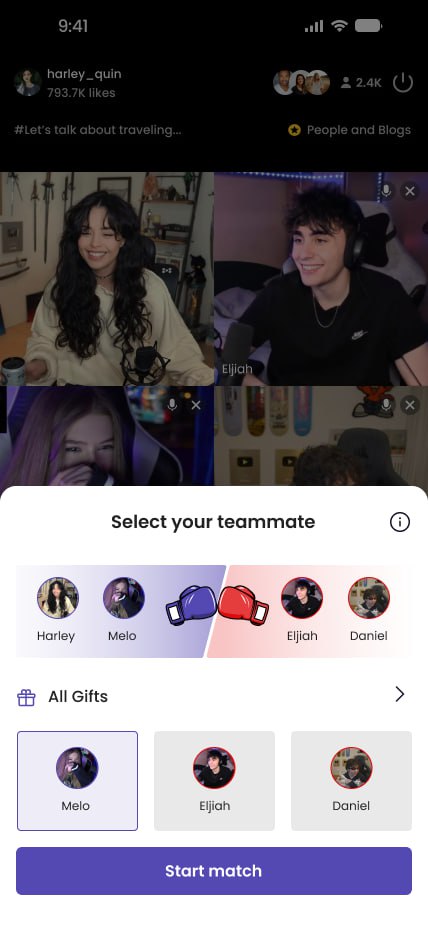 9:41
harley_quin
793.7K likes
2.4K
#Let's talk about traveling...
People and Blogs
Eljiah
Select your teammate
Harley
Melo
Eljiah
Daniel
All Gifts
Melo
Eljiah
Daniel
Start match